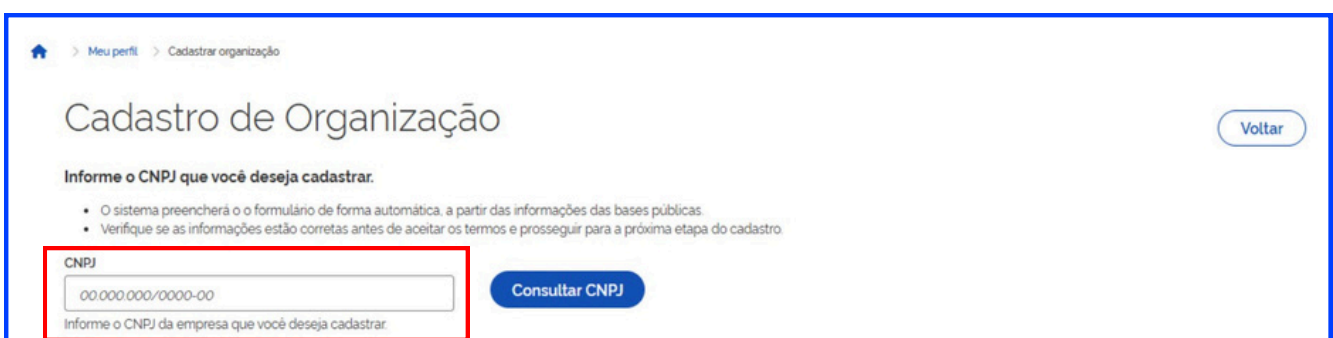 > Meu perfil > Cadastrar organização
Cadastro de Organização
Voltar
Informe o CNPJ que você deseja cadastrar.
• O sistema preencherá o o formulário de forma automática, a partir das informações das bases públicas.
• Verifique se as informações estão corretas antes de aceitar os termos e prosseguir para a próxima etapa do cadastro.
CNPJ
00.000.000/0000-00
Consultar CNPJ
Informe o CNPJ da empresa que você deseja cadastrar.